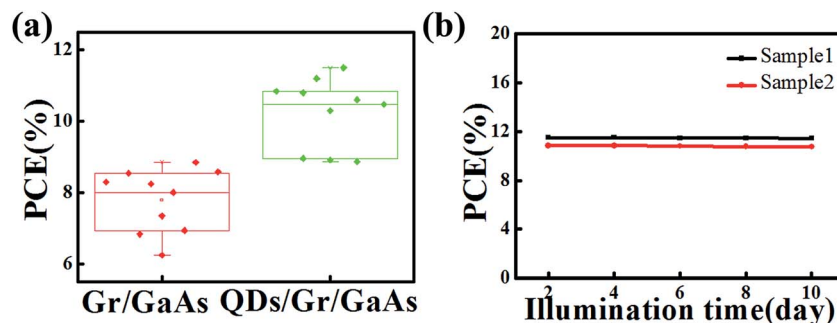 (a)
PCE(%)
12
10
8
6
Gr/GaAs QDs/Gr/GaAs
(b)
PCE(%)
20
16
12
8
4
0
Sample1
Sample2
2 4 6 8 10
Illumination time(day)